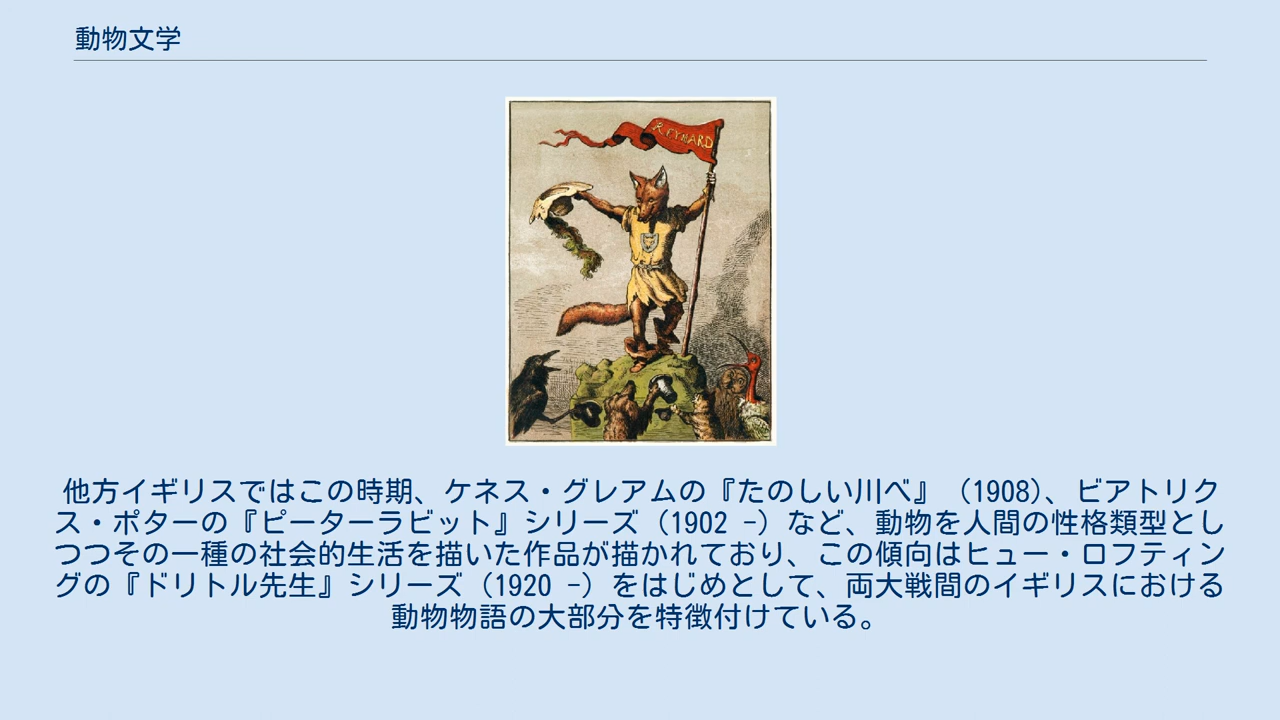 動物文学
REYNARD
他方イギリスではこの時期、ケネス・グレアムの『たのしい川べ』（1908）、ビアトリク
ス・ポターの『ピーターラビット』シリーズ（1902 -）など、動物を人間の性格類型とし
つつその一種の社会的生活を描いた作品が描かれており、この傾向はヒュー・ロフティン
グの『ドリトル先生』シリーズ（1920 -）をはじめとして、両大戦間のイギリスにおける
動物物語の大部分を特徴付けている。